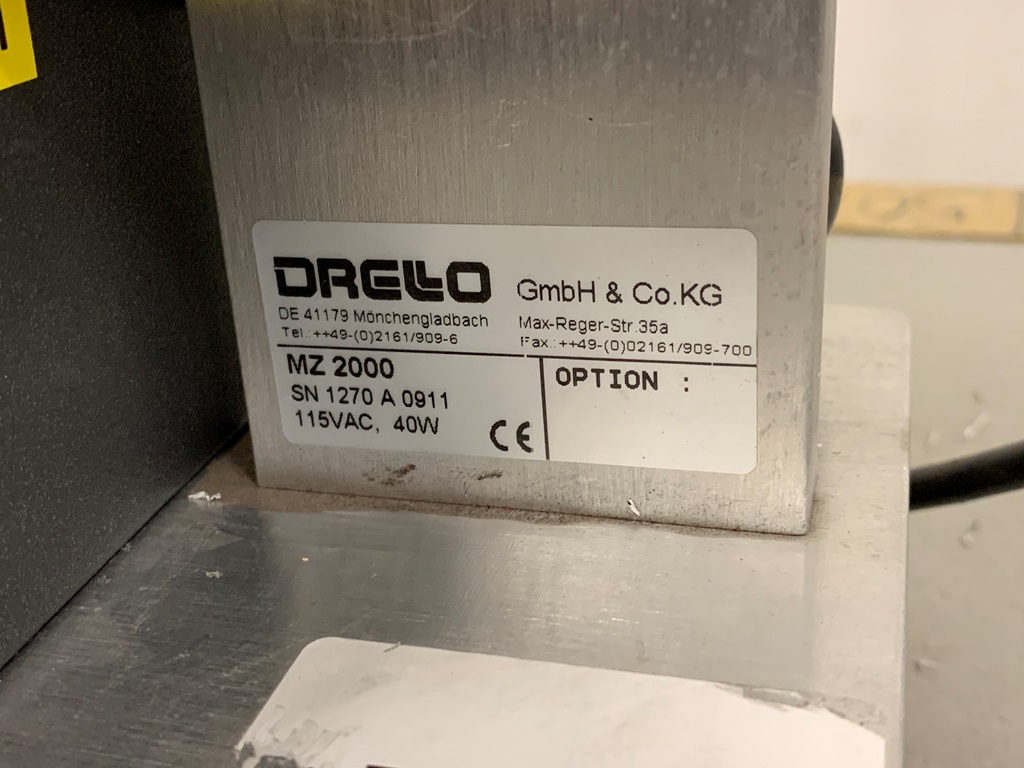 DRELLO GmbH & Co.KG
DE 41179 Mönchengladbach Max-Reger-Str.35a
Tel.:++49-(0)2161/909-6 Fax.:++49-(0)02161/909-700
MZ 2000
SN 1270 A 0911
115VAC, 40W CE
OPTION :